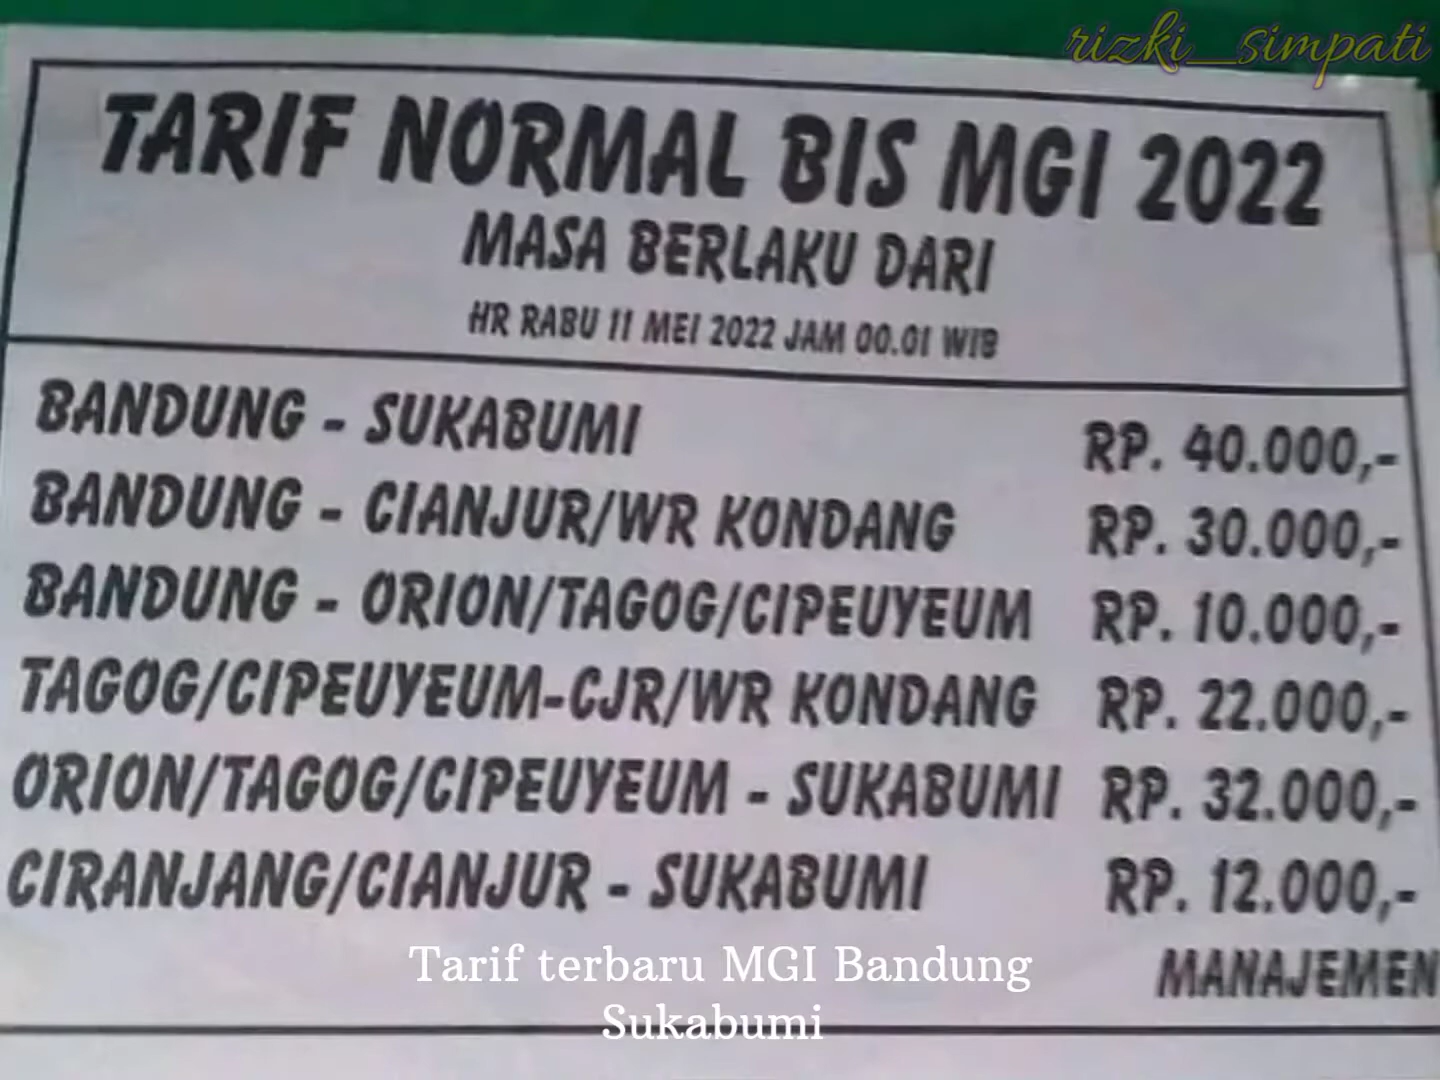 rizki__simpati
TARIF NORMAL BIS MGI 2022
MASA BERLAKU DARI
HR RABU 11 MEI 2022 JAM 00.01 WIB
BANDUNG - SUKABUMI RP. 40.000,-
BANDUNG - CIANJUR/WR KONDANG RP. 30.000,-
BANDUNG - ORION/TAGOG/CIPEUYEUM RP. 10.000,-
TAGOG/CIPEUYEUM-CJR/WR KONDANG RP. 22.000,-
ORION/TAGOG/CIPEUYEUM - SUKABUMI RP. 32.000,-
CIRANJANG/CIANJUR - SUKABUMI RP. 12.000,-
MANAJEMEN
Tarif terbaru MGI Bandung
Sukabumi